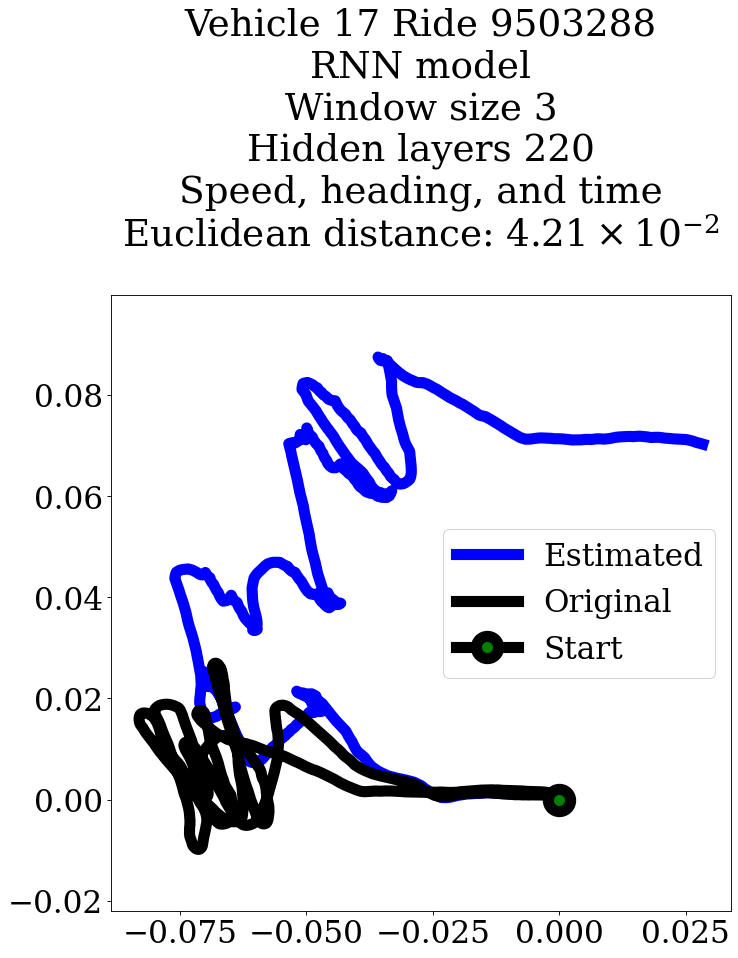 Vehicle 17 Ride 9503288
RNN model
Window size 3
Hidden layers 220
Speed, heading, and time
Euclidean distance: 4.21 × 10⁻²
0.08
0.06
0.04
0.02
0.00
−0.02
Estimated
Original
Start
−0.075 −0.050 −0.025 0.000 0.025